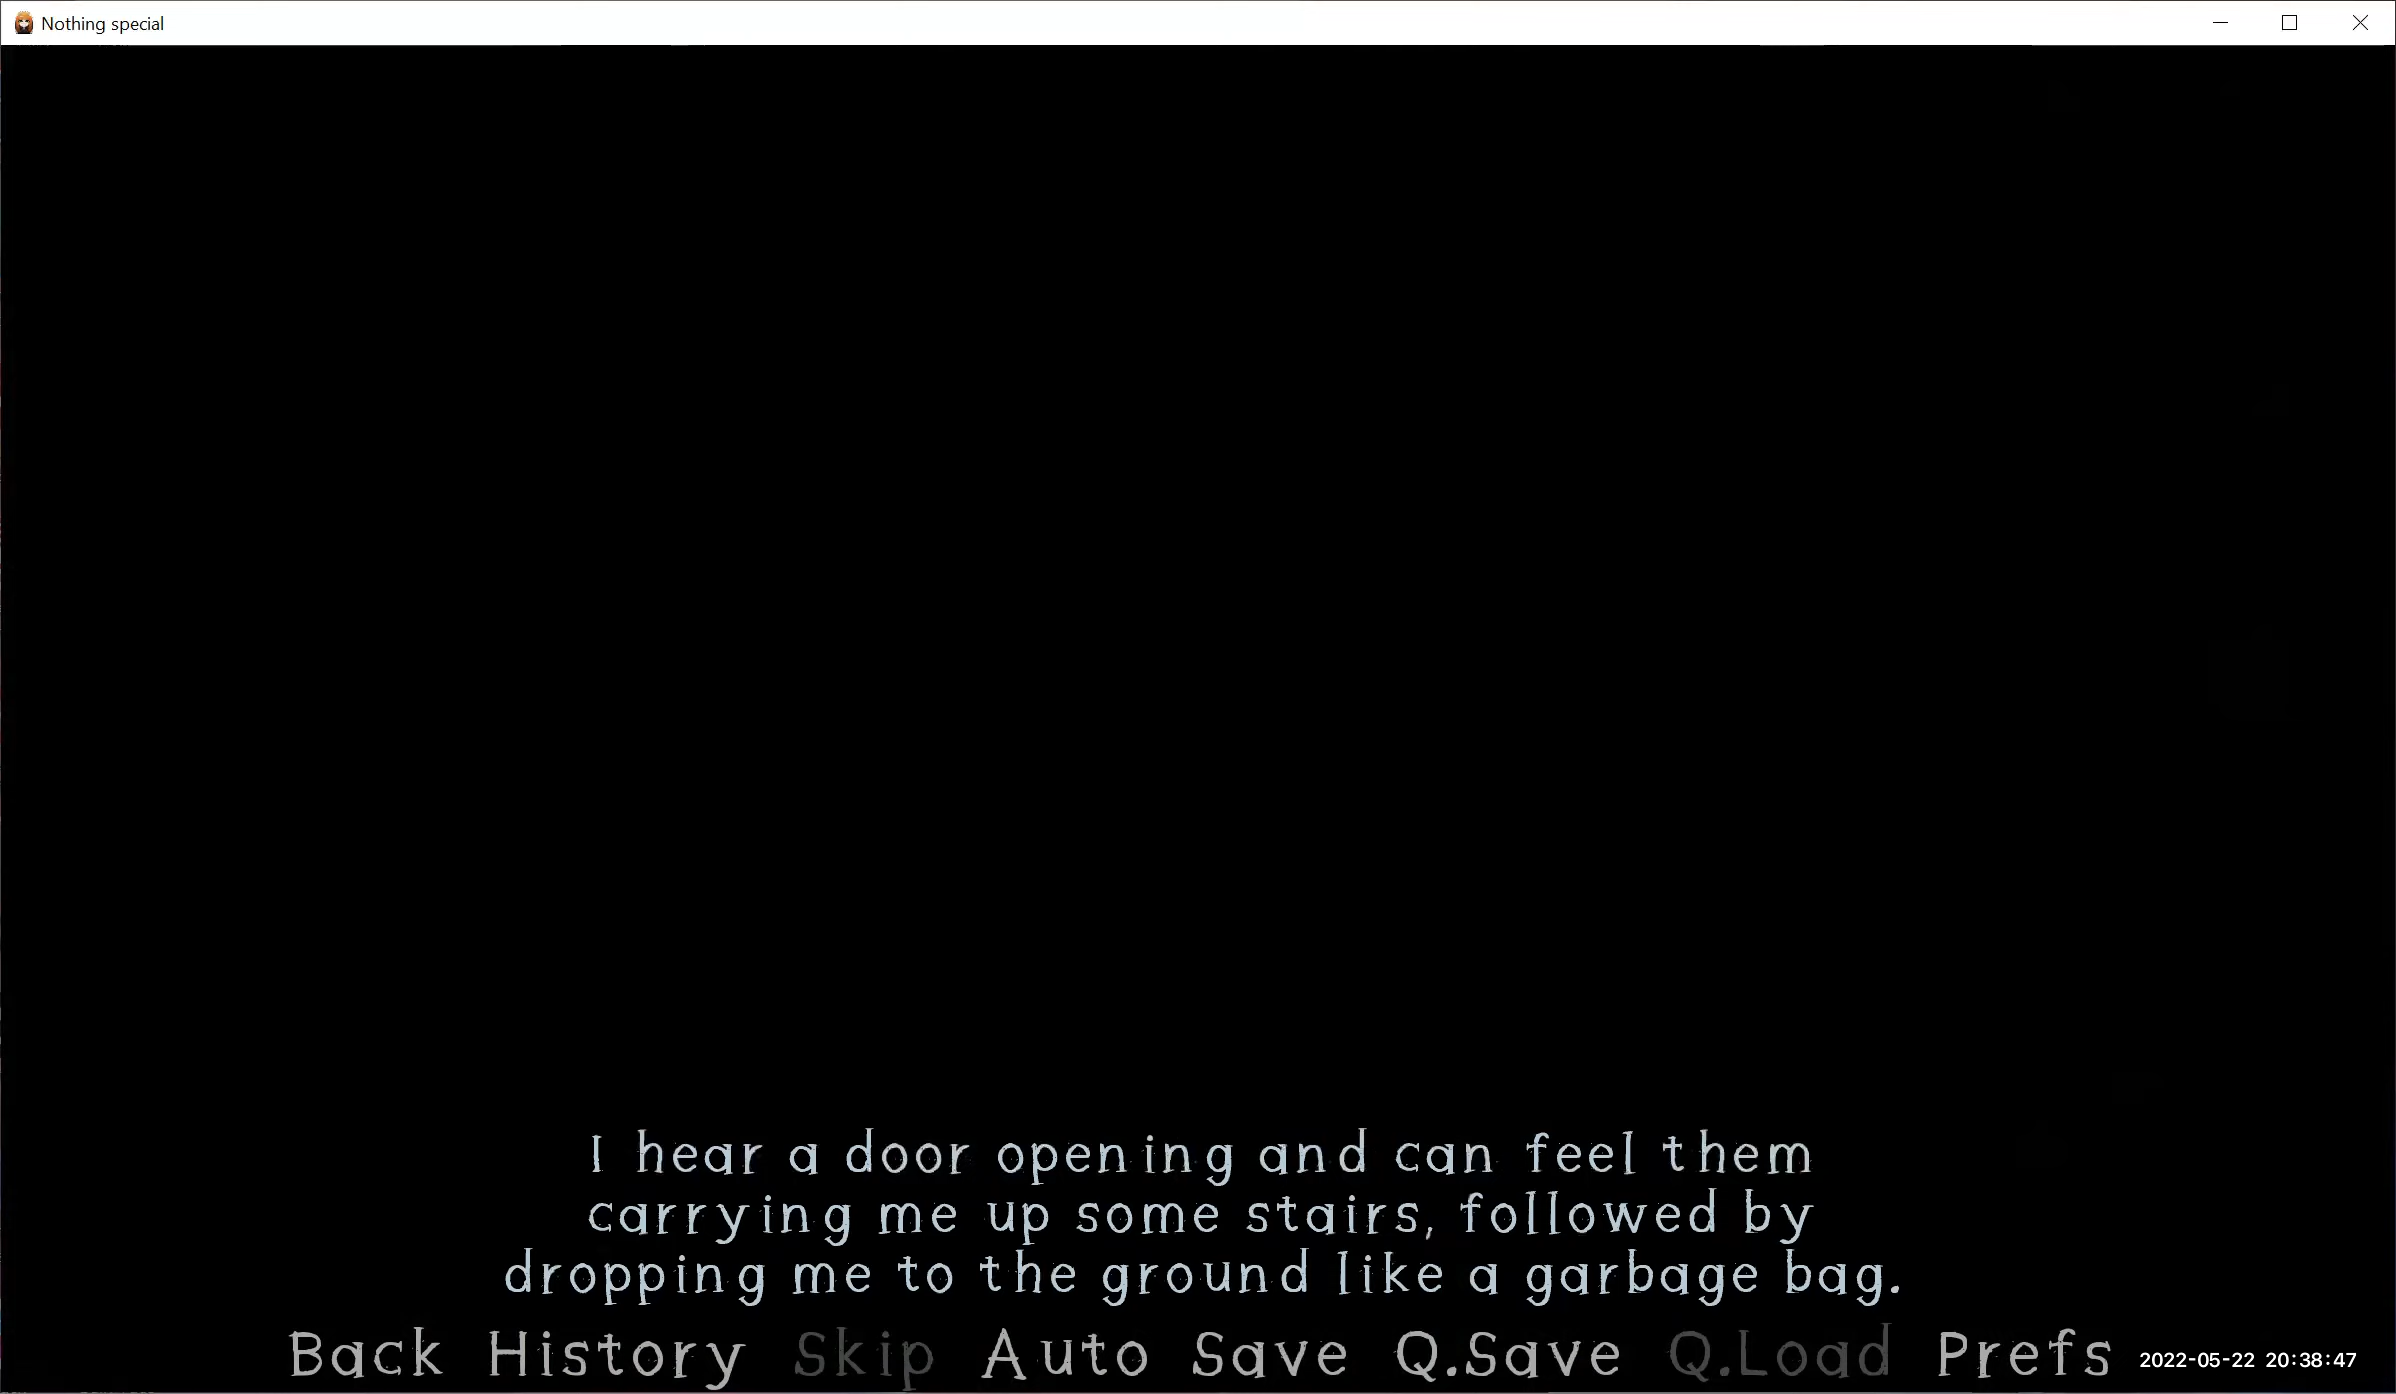 Nothing special
I hear a door opening and can feel them
carrying me up some stairs, followed by
dropping me to the ground like a garbage bag.
Back History Skip Auto Save Q.Save Q.Load Prefs 2022-05-22 20:38:47